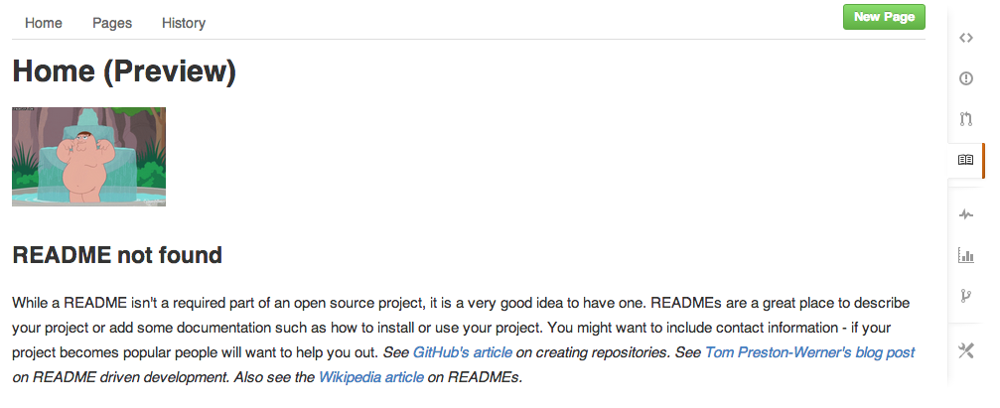 Home Pages History New Page
Home (Preview)
README not found
While a README isn't a required part of an open source project, it is a very good idea to have one. READMEs are a great place to describe
your project or add some documentation such as how to install or use your project. You might want to include contact information - if your
project becomes popular people will want to help you out. See GitHub's article on creating repositories. See Tom Preston-Werner's blog post
on README driven development. Also see the Wikipedia article on READMEs.